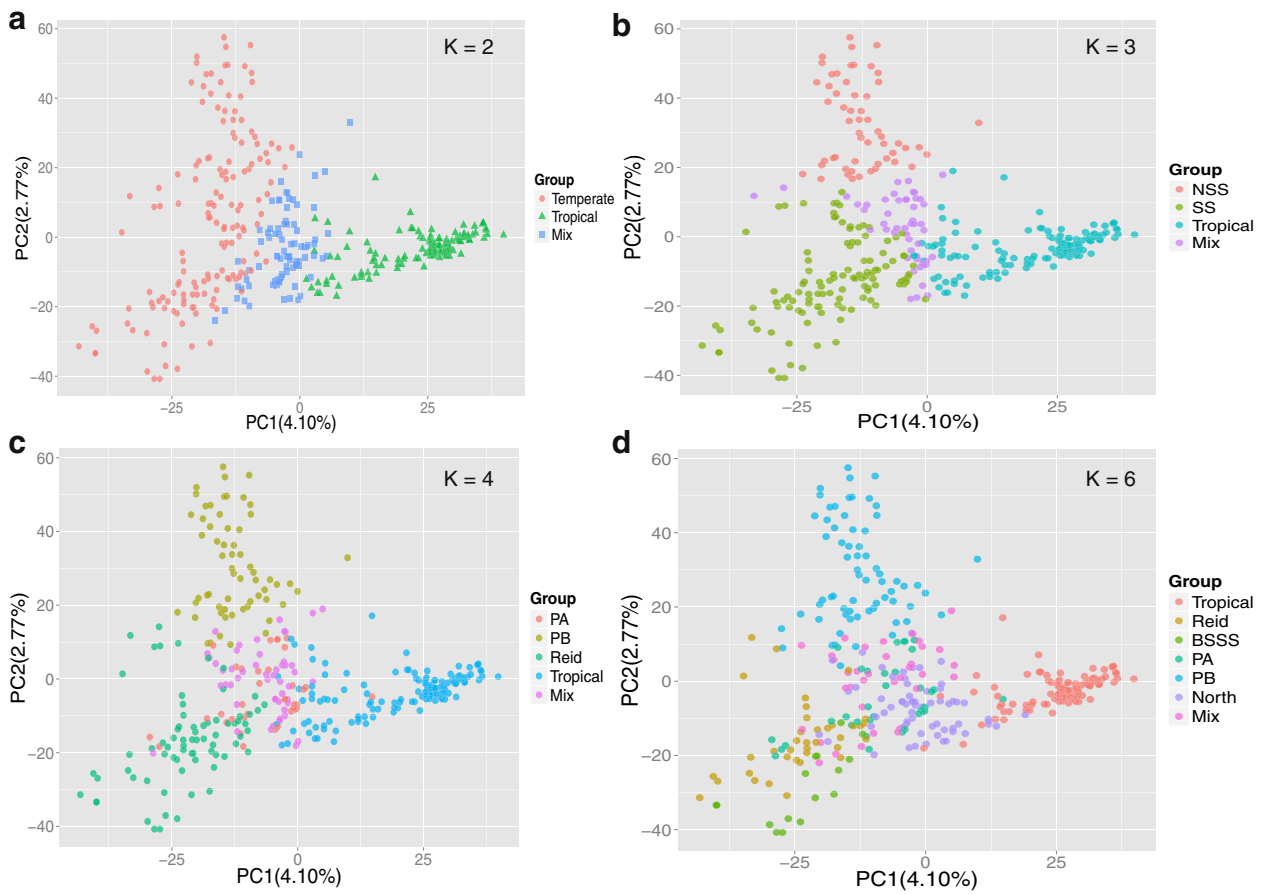 a
K = 2
60
40
20
0
−20
−40
−25
0
25
PC2(2.77%)
PC1(4.10%)
Group
Temperate
Tropical
Mix
b
K = 3
60
40
20
0
−20
−40
−25
0
25
PC2(2.77%)
PC1(4.10%)
Group
NSS
SS
Tropical
Mix
c
K = 4
60
40
20
0
−20
−40
−25
0
25
PC2(2.77%)
PC1(4.10%)
Group
PA
PB
Reid
Tropical
Mix
d
K = 6
60
40
20
0
−20
−40
−25
0
25
PC2(2.77%)
PC1(4.10%)
Group
Tropical
Reid
BSSS
PA
PB
North
Mix